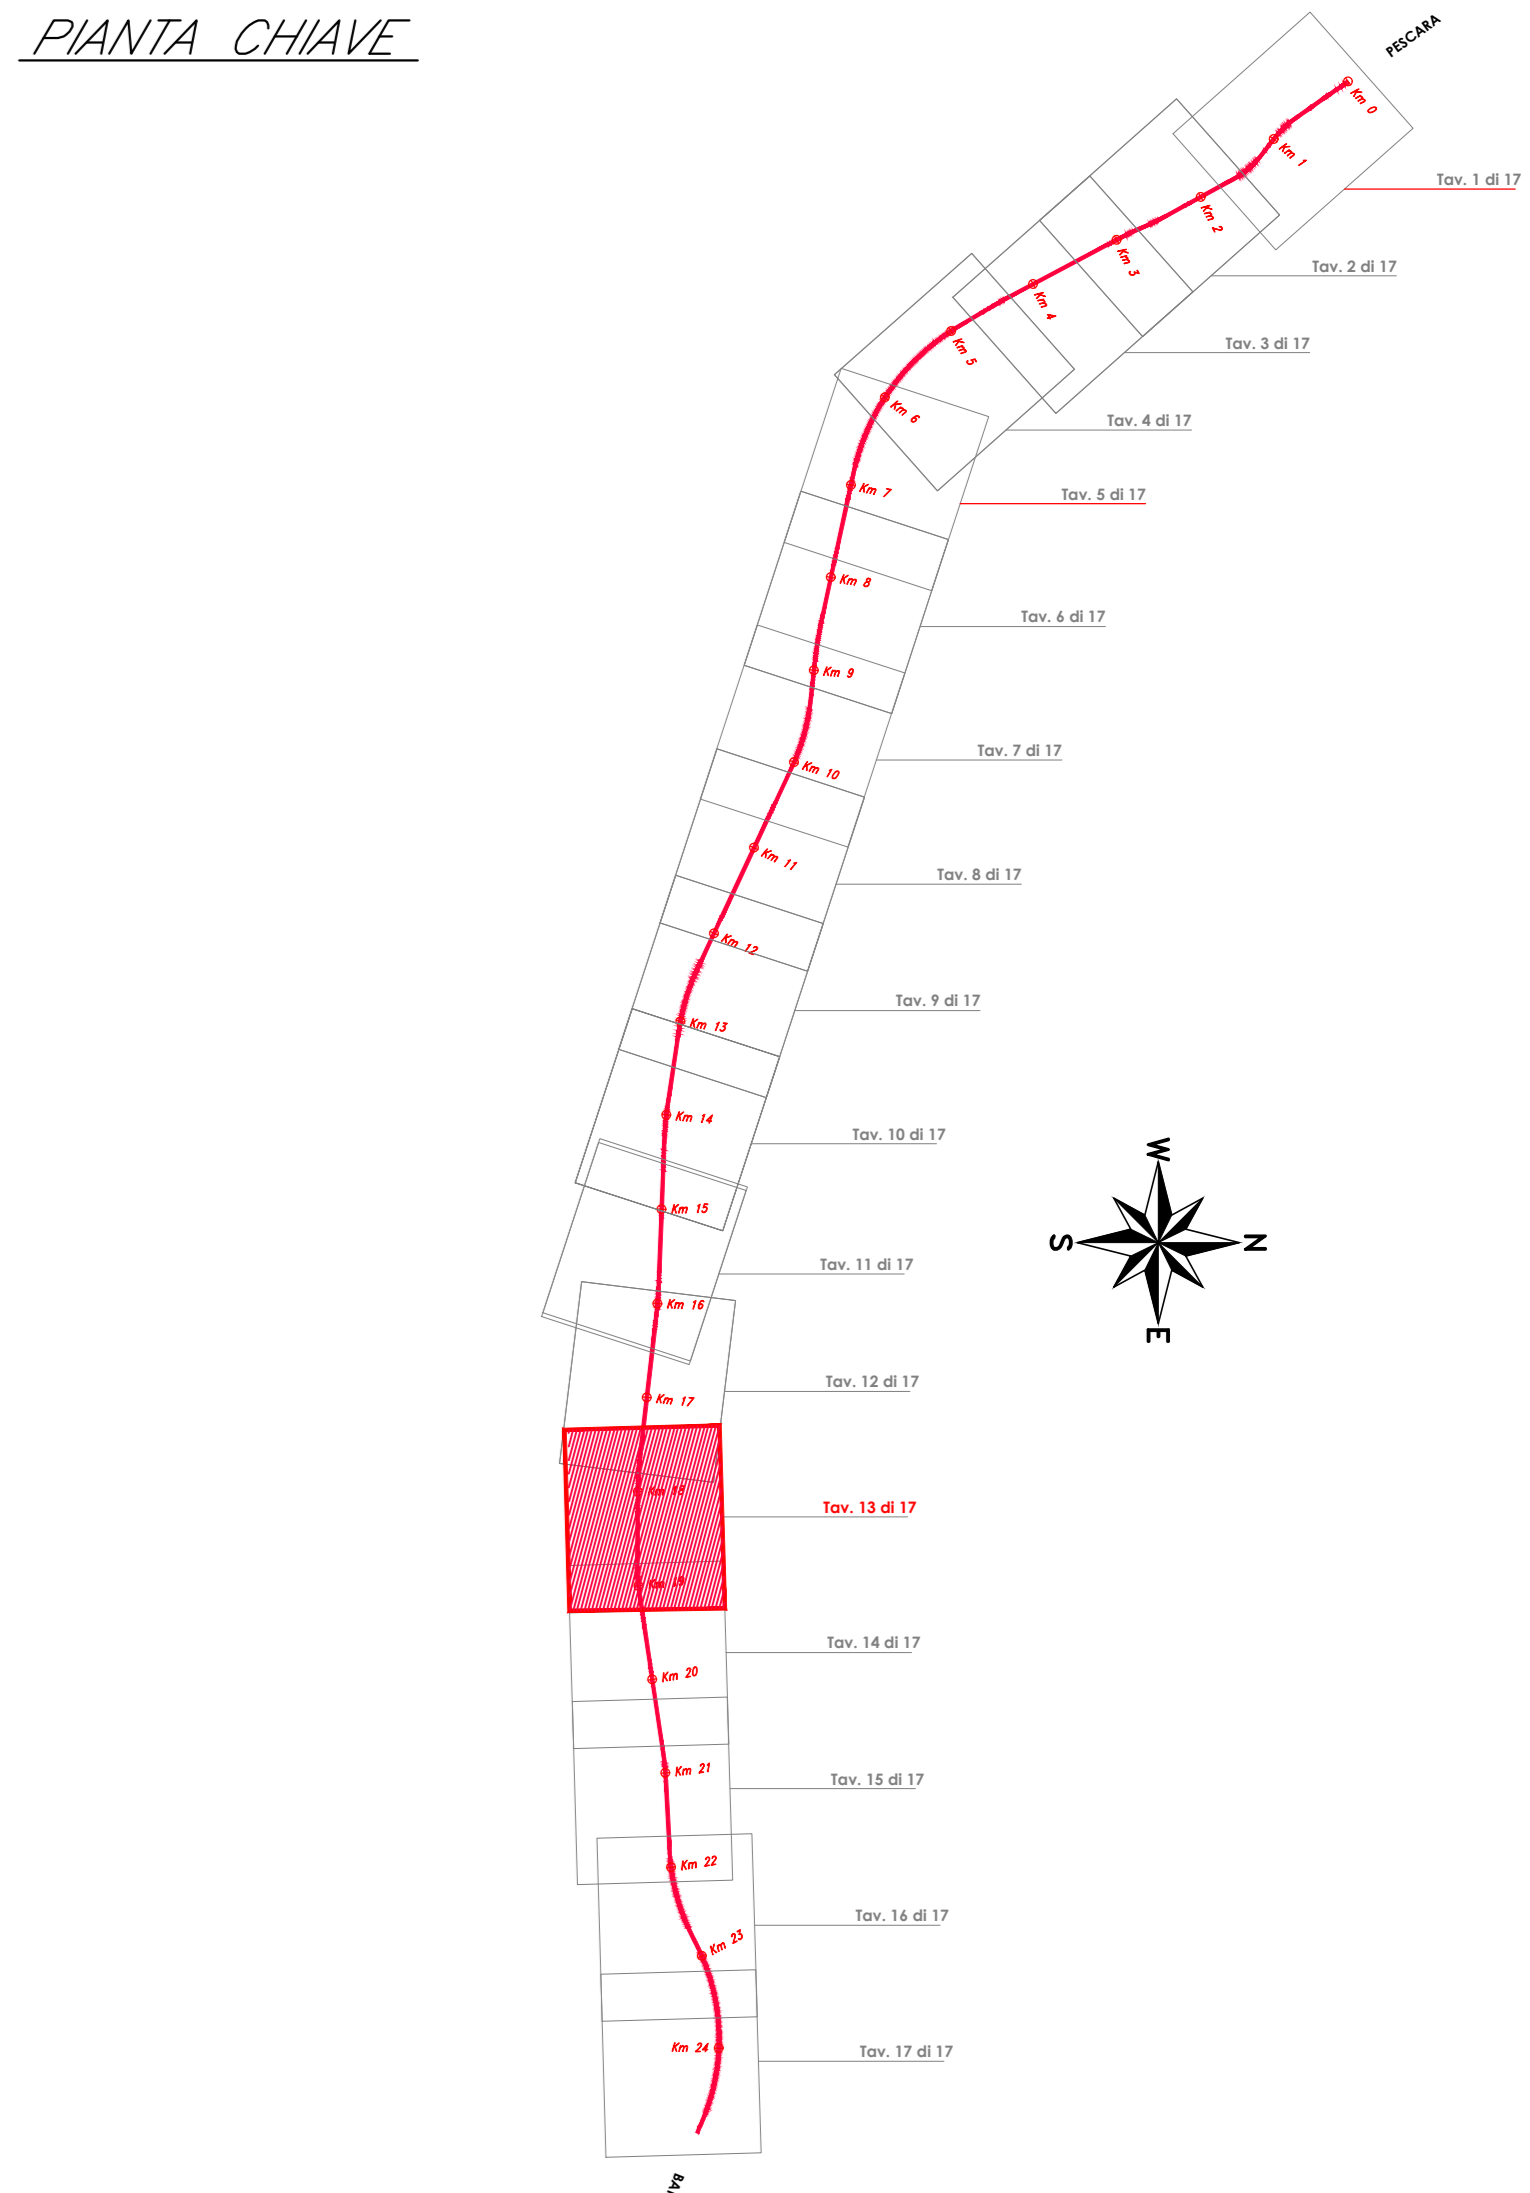 PIANTA CHIAVE
PESCARA
Km 0
Km 1
Tav. 1 di 17
Km 2
Km 3
Tav. 2 di 17
Km 4
Km 5
Tav. 3 di 17
Km 6
Tav. 4 di 17
Km 7
Tav. 5 di 17
Km 8
Tav. 6 di 17
Km 9
Tav. 7 di 17
Km 10
Km 11
Tav. 8 di 17
Km 12
Tav. 9 di 17
Km 13
Km 14
Tav. 10 di 17
W
Km 15
S
N
Tav. 11 di 17
Km 16
E
Tav. 12 di 17
Km 17
Km 18
Tav. 13 di 17
Km 19
Tav. 14 di 17
Km 20
Km 21
Tav. 15 di 17
Km 22
Tav. 16 di 17
Km 23
Km 24
Tav. 17 di 17